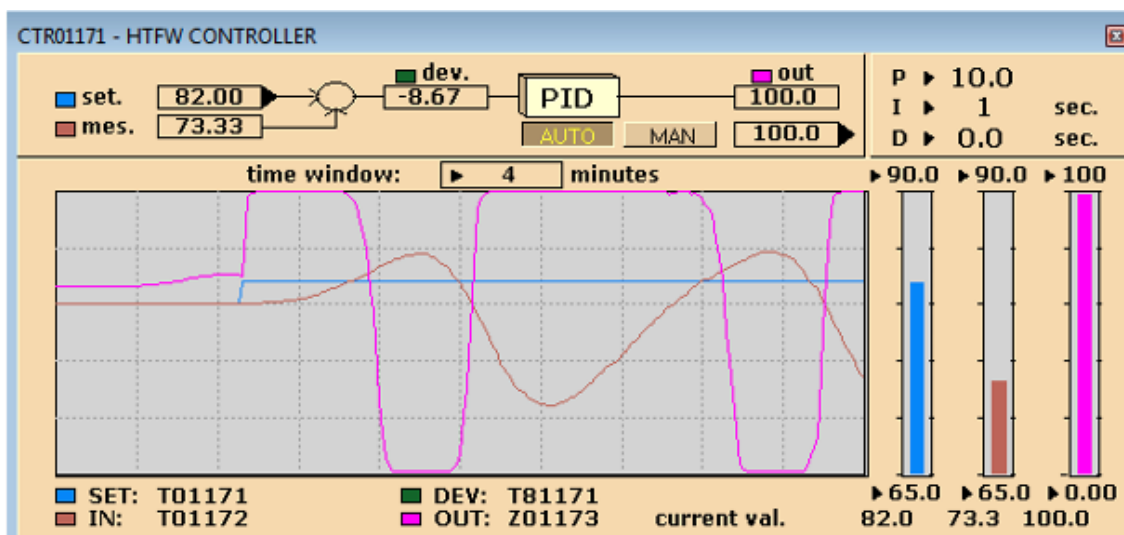 CTR01171 - HTFW CONTROLLER
dev. out
set. 82.00 -8.67 PID 100.0
mes. 73.33 AUTO MAN 100.0
P 10.0
I 1 sec.
D 0.0 sec.
time window: 4 minutes
90.0 90.0 100
65.0 65.0 0.00
SET: T01171 DEV: T81171
IN: T01172 OUT: Z01173 current val. 82.0 73.3 100.0